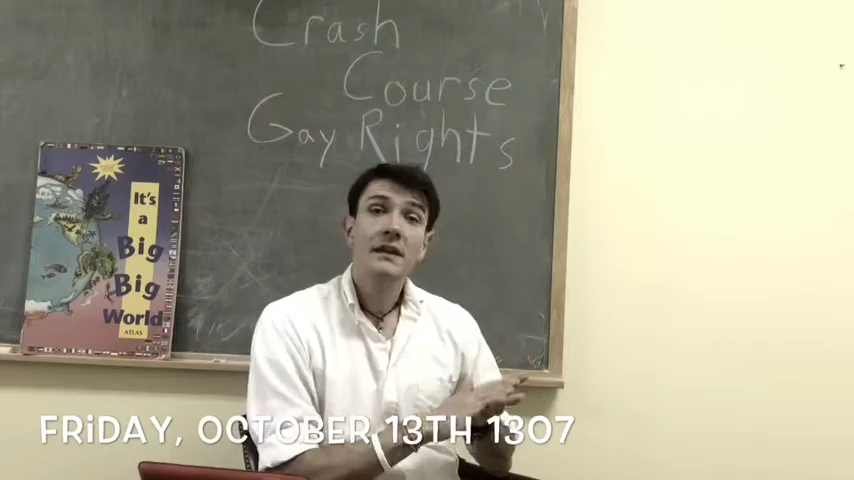 Crash
Course
Gay Rights
It's
a
Big
Big
World
ATLAS
FRIDAY, OCTOBER 13TH 1307